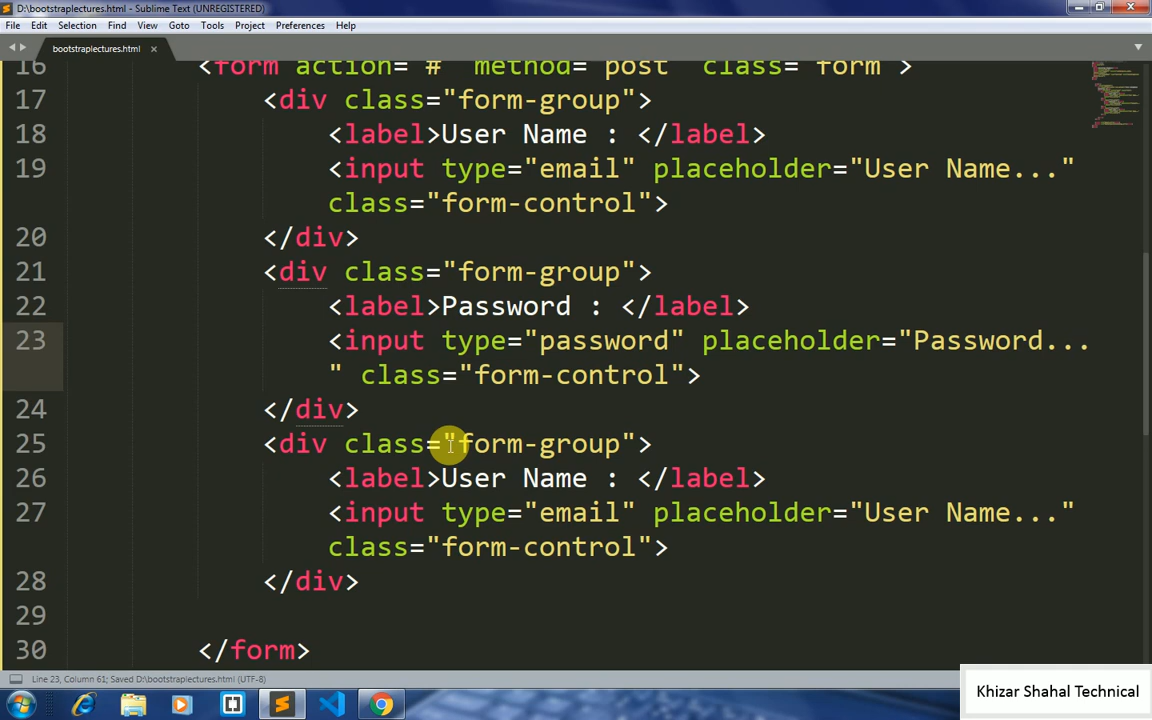 D:\bootstraplectures.html - Sublime Text (UNREGISTERED)
File Edit Selection Find View Goto Tools Project Preferences Help
bootstraplectures.html ×
16 <form action="#" method="post" class="form">
17 <div class="form-group">
18 <label>User Name : </label>
19 <input type="email" placeholder="User Name..."
class="form-control">
20 </div>
21 <div class="form-group">
22 <label>Password : </label>
23 <input type="password" placeholder="Password...
" class="form-control">
24 </div>
25 <div class="form-group">
26 <label>User Name : </label>
27 <input type="email" placeholder="User Name..."
class="form-control">
28 </div>
29
30 </form>
Line 23, Column 61; Saved D:\bootstraplectures.html (UTF-8)
Khizar Shahal Technical